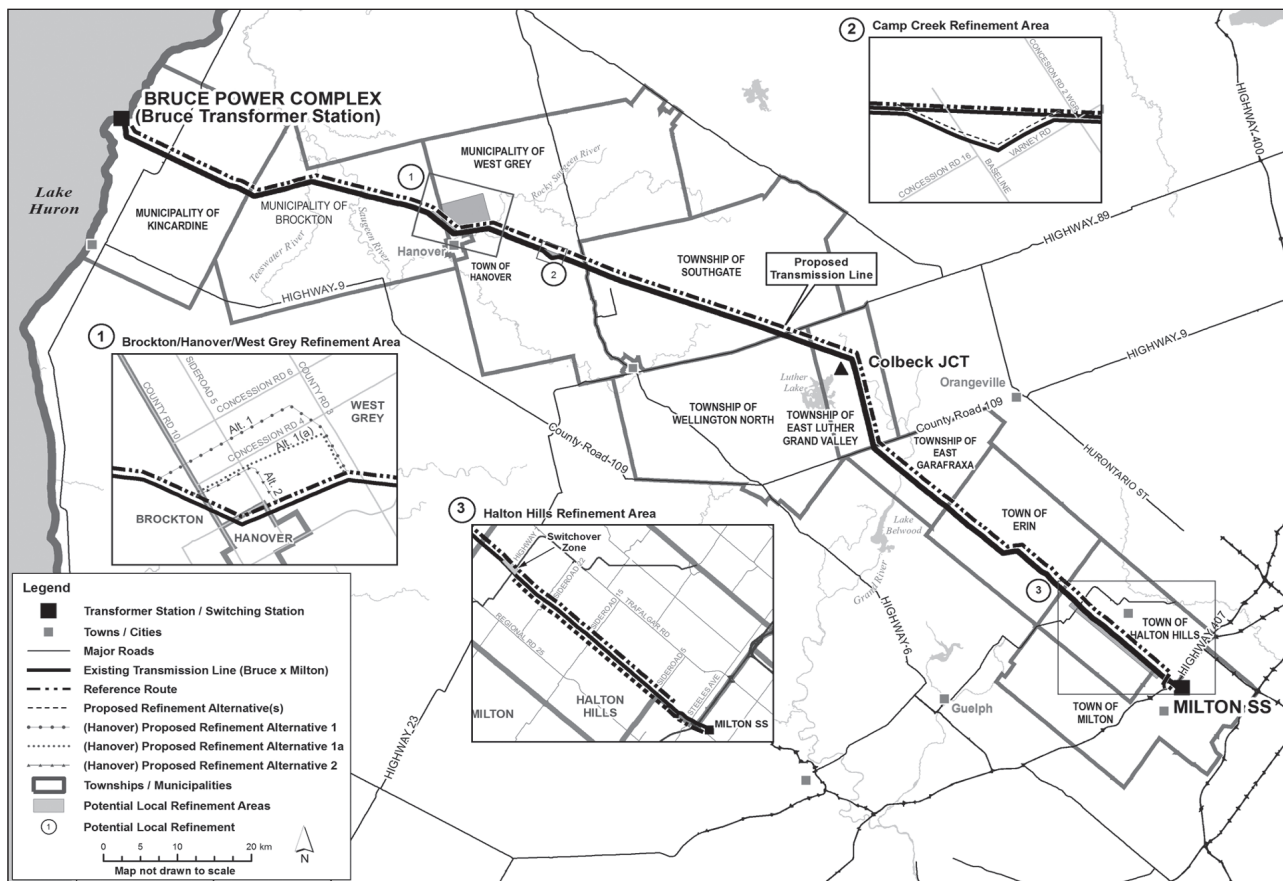 BRUCE POWER COMPLEX
(Bruce Transformer Station)
Lake
Huron
MUNICIPALITY OF
KINCARDINE
MUNICIPALITY OF
BROCKTON
MUNICIPALITY OF
WEST GREY
1
Rocky Saugeen River
Saugeen River
Teeswater River
Hanover
TOWN OF
HANOVER
2
HIGHWAY 9
TOWNSHIP OF
SOUTHGATE
Proposed
Transmission Line
Colbeck JCT
Luther
Lake
TOWNSHIP OF
WELLINGTON NORTH
TOWNSHIP OF
EAST LUTHER
GRAND VALLEY
County Road 109
County Road 109
Orangeville
TOWNSHIP OF
EAST
GARAFRAXA
HIGHWAY 400
HIGHWAY 89
HIGHWAY 9
HURONTARIO ST
TOWN OF
ERIN
Lake
Belwood
Grand River
3
TOWN OF
HALTON HILLS
HIGHWAY 407
MILTON SS
TOWN OF
MILTON
Guelph
HIGHWAY 6
HIGHWAY 23
2 Camp Creek Refinement Area
CONCESION RD 2 WGR
CONCESSION RD 16
BASELINE
VARNEY RD
1 Brockton/Hanover/West Grey Refinement Area
COUNTY RD 10
SIDEROAD 5
CONCESSION RD 6
COUNTY RD 3
WEST
GREY
Alt. 1
CONCESSION RD 4
Alt. 1(a)
Alt. 2
BROCKTON
HANOVER
3 Halton Hills Refinement Area
Switchover
Zone
HIGHWAY 7
SIDEROAD 22
SIDEROAD 15
TRAFALGAR RD
REGIONAL RD 25
SIDEROAD 5
STEELES AVE
HALTON
HILLS
MILTON
MILTON SS
Legend
Transformer Station / Switching Station
Towns / Cities
Major Roads
Existing Transmission Line (Bruce x Milton)
Reference Route
Proposed Refinement Alternative(s)
(Hanover) Proposed Refinement Alternative 1
(Hanover) Proposed Refinement Alternative 1a
(Hanover) Proposed Refinement Alternative 2
Townships / Municipalities
Potential Local Refinement Areas
1 Potential Local Refinement
0 5 10 20 km
N
Map not drawn to scale